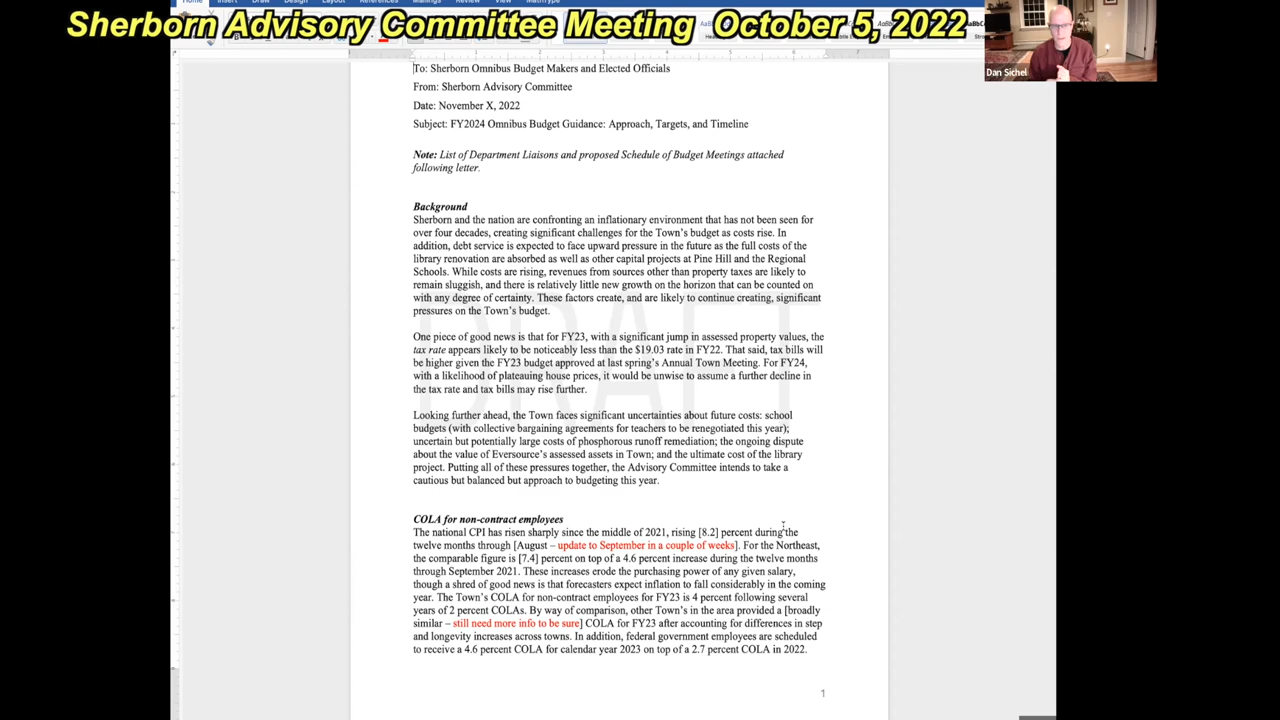 Home Insert Draw Design Layout References Mailings Review View MathType
Sherborn Advisory Committee Meeting October 5, 2022
Dan Sichel
To: Sherborn Omnibus Budget Makers and Elected Officials
From: Sherborn Advisory Committee
Date: November X, 2022
Subject: FY2024 Omnibus Budget Guidance: Approach, Targets, and Timeline
Note: List of Department Liaisons and proposed Schedule of Budget Meetings attached
following letter.
Background
Sherborn and the nation are confronting an inflationary environment that has not been seen for
over four decades, creating significant challenges for the Town's budget as costs rise. In
addition, debt service is expected to face upward pressure in the future as the full costs of the
library renovation are absorbed as well as other capital projects at Pine Hill and the Regional
Schools. While costs are rising, revenues from sources other than property taxes are likely to
remain sluggish, and there is relatively little new growth on the horizon that can be counted on
with any degree of certainty. These factors create, and are likely to continue creating, significant
pressures on the Town's budget.
DRAFT
One piece of good news is that for FY23, with a significant jump in assessed property values, the
tax rate appears likely to be noticeably less than the $19.03 rate in FY22. That said, tax bills will
be higher given the FY23 budget approved at last spring's Annual Town Meeting. For FY24,
with a likelihood of plateauing house prices, it would be unwise to assume a further decline in
the tax rate and tax bills may rise further.
Looking further ahead, the Town faces significant uncertainties about future costs: school
budgets (with collective bargaining agreements for teachers to be renegotiated this year);
uncertain but potentially large costs of phosphorous runoff remediation; the ongoing dispute
about the value of Eversource's assessed assets in Town; and the ultimate cost of the library
project. Putting all of these pressures together, the Advisory Committee intends to take a
cautious but balanced but approach to budgeting this year.
COLA for non-contract employees
The national CPI has risen sharply since the middle of 2021, rising [8.2] percent during the
twelve months through [August – update to September in a couple of weeks]. For the Northeast,
the comparable figure is [7.4] percent on top of a 4.6 percent increase during the twelve months
through September 2021. These increases erode the purchasing power of any given salary,
though a shred of good news is that forecasters expect inflation to fall considerably in the coming
year. The Town's COLA for non-contract employees for FY23 is 4 percent following several
years of 2 percent COLAs. By way of comparison, other Town's in the area provided a [broadly
similar – still need more info to be sure] COLA for FY23 after accounting for differences in step
and longevity increases across towns. In addition, federal government employees are scheduled
to receive a 4.6 percent COLA for calendar year 2023 on top of a 2.7 percent COLA in 2022.
1